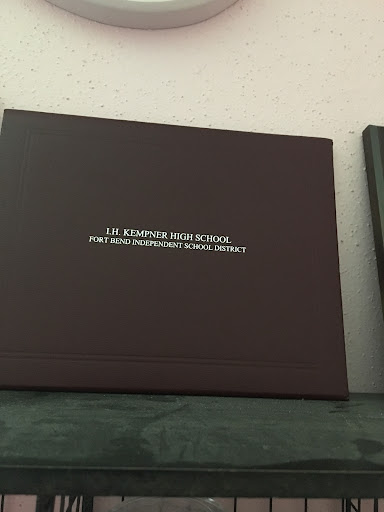 I.H. KEMPNER HIGH SCHOOL
FORT BEND INDEPENDENT SCHOOL DISTRICT